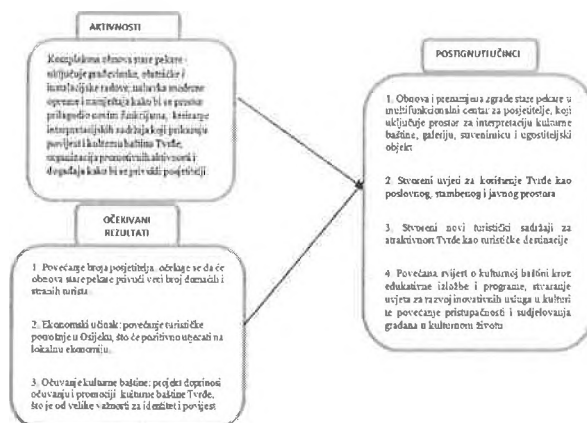 AKTIVNOSTI
Kompleksna obnova stare pekare -
uključuje građevinske, obrtničke i
instalacijske radove, nabavka moderne
opreme i namještaja kako bi se prostor
prilagodio novim funkcijama, kreiranje
interpretacijskih sadržaja koji prikazuju
povijest i kulturnu baštinu Tvrđe,
organizacija promotivnih aktivnosti i
događaja kako bi se privukli posjetitelji
OČEKIVANI
REZULTATI
1. Povećanje broja posjetitelja, očekuje se da će
obnova stare pekare privući veći broj domaćih i
stranih turista
2. Ekonomski učinak: povećanje turističke
potrošnje u Osijeku, što će pozitivno utjecati na
lokalnu ekonomiju.
3. Očuvanje kulturne baštine: projekt doprinosi
očuvanju i promociji kulturne baštine Tvrđe,
što je od velike važnosti za identitet i povijest
POSTIGNUTI UČINCI
1. Obnova i prenamjena zgrade stare pekare u
multifunkcionalni centar za posjetitelje, koji
uključuje prostor za interpretaciju kulturne
baštine, galeriju, suvenirnicu i ugostiteljski
objekt
2. Stvoreni uvjeti za korištenje Tvrđe kao
poslovnog, stambenog i javnog prostora
3. Stvoreni novi turistički sadržaji za
atraktivnost Tvrđe kao turističke destinacije
4. Povećana svijest o kulturnoj baštini kroz
edukativne izložbe i programe, stvaranje
uvjeta za razvoj inovativnih usluga u kulturi
te povećanje pristupačnosti i sudjelovanja
građana u kulturnom životu